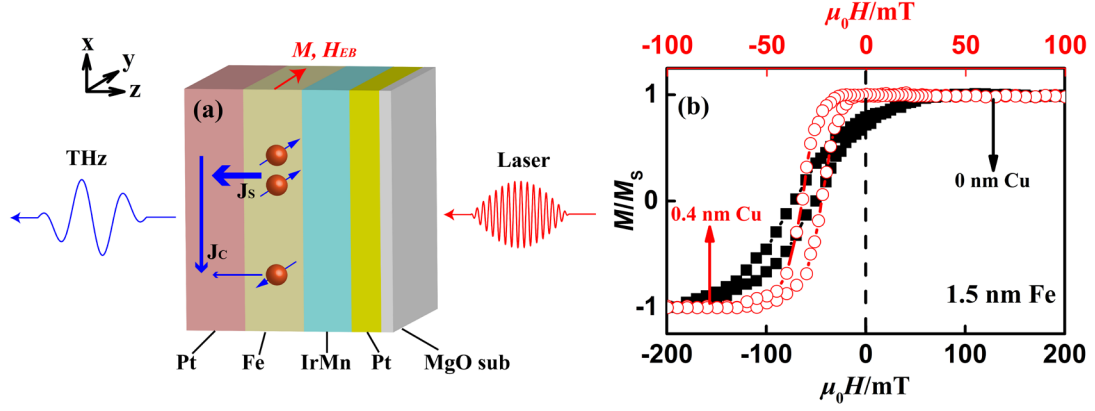 x
y
z
M, H_EB
(a)
THz
J_S
J_C
Laser
Pt
Fe
IrMn
Pt
MgO sub
μ₀H/mT
-100 -50 0 50 100
(b)
1
0
-1
M/M_S
0.4 nm Cu
0 nm Cu
1.5 nm Fe
-200 -100 0 100 200
μ₀H/mT